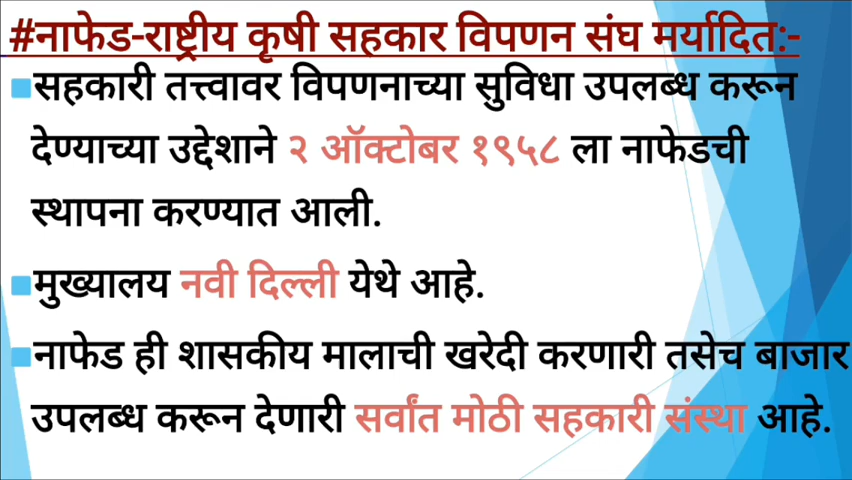 #नाफेड-राष्ट्रीय कृषी सहकार विपणन संघ मर्यादित:-
सहकारी तत्त्वावर विपणनाच्या सुविधा उपलब्ध करून
देण्याच्या उद्देशाने २ ऑक्टोबर १९५८ ला नाफेडची
स्थापना करण्यात आली.
मुख्यालय नवी दिल्ली येथे आहे.
नाफेड ही शासकीय मालाची खरेदी करणारी तसेच बाजार
उपलब्ध करून देणारी सर्वांत मोठी सहकारी संस्था आहे.